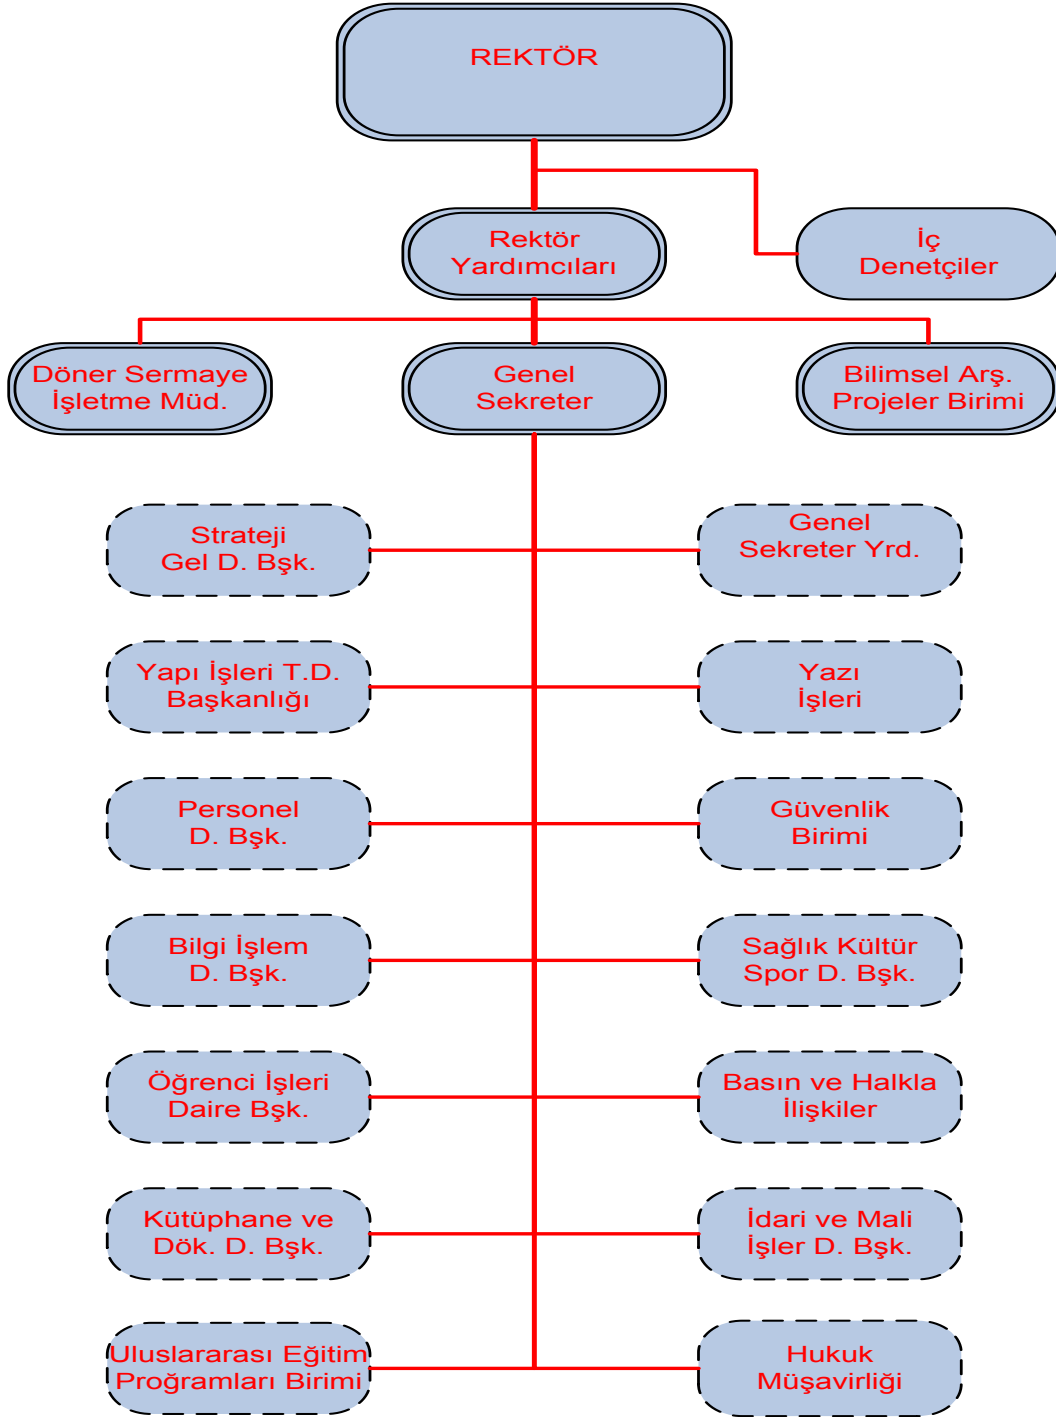 REKTÖR
Rektör
Yardımcıları
İç
Denetçiler
Döner Sermaye
İşletme Müd.
Genel
Sekreter
Bilimsel Arş.
Projeler Birimi
Strateji
Gel D. Bşk.
Genel
Sekreter Yrd.
Yapı İşleri T.D.
Başkanlığı
Yazı
İşleri
Personel
D. Bşk.
Güvenlik
Birimi
Bilgi İşlem
D. Bşk.
Sağlık Kültür
Spor D. Bşk.
Öğrenci İşleri
Daire Bşk.
Basın ve Halkla
İlişkiler
Kütüphane ve
Dök. D. Bşk.
İdari ve Mali
İşler D. Bşk.
Uluslararası Eğitim
Proğramları Birimi
Hukuk
Müşavirliği